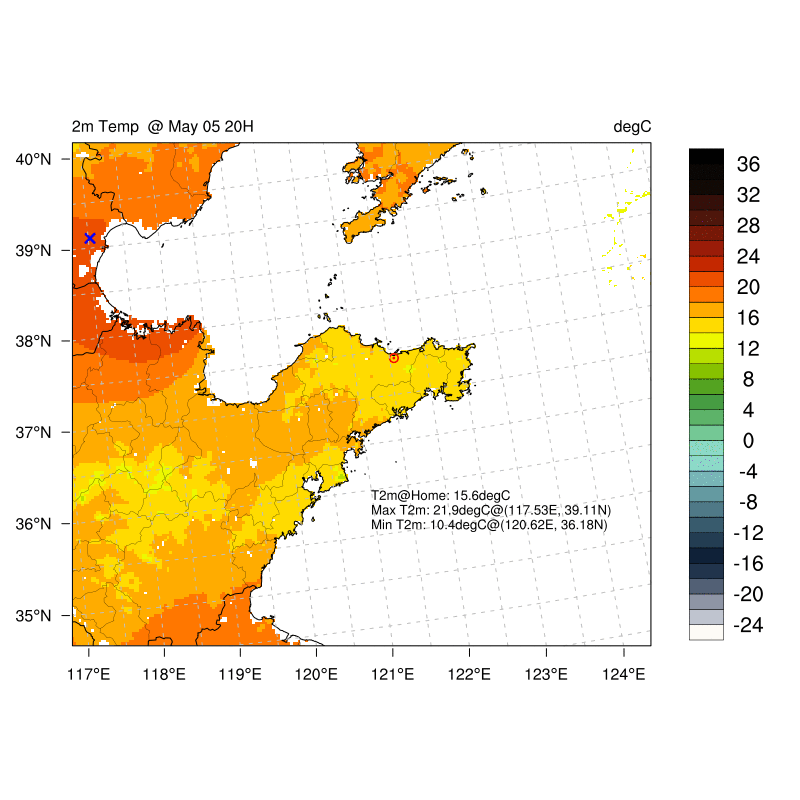 2m Temp @ May 05 20H
degC
40°N
39°N
38°N
37°N
36°N
35°N
117°E
118°E
119°E
120°E
121°E
122°E
123°E
124°E
T2m@Home: 15.6degC
Max T2m: 21.9degC@(117.53E, 39.11N)
Min T2m: 10.4degC@(120.62E, 36.18N)
36
32
28
24
20
16
12
8
4
0
-4
-8
-12
-16
-20
-24